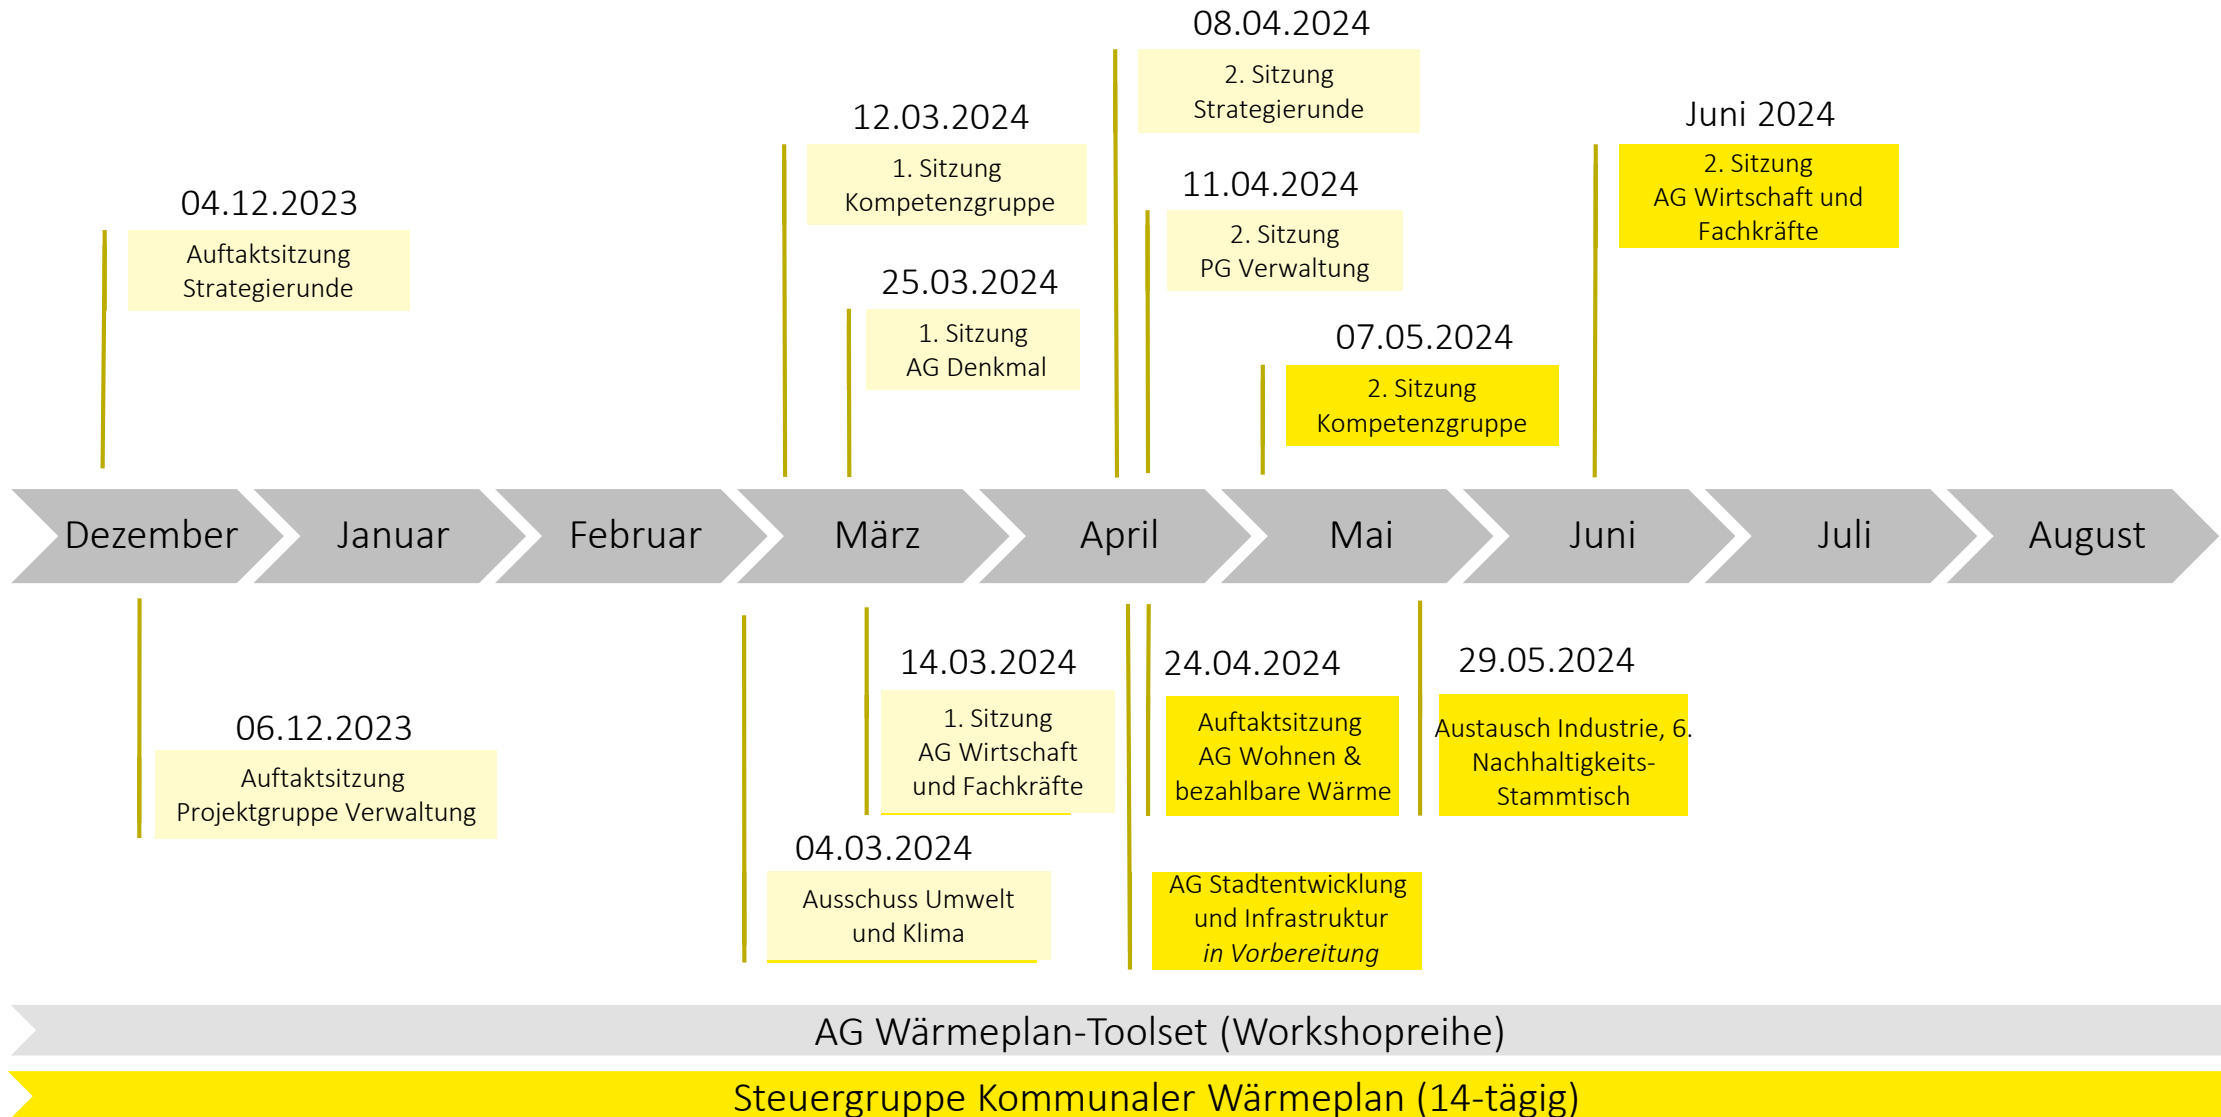 08.04.2024
2. Sitzung
Strategierunde
12.03.2024
1. Sitzung
Kompetenzgruppe
Juni 2024
2. Sitzung
AG Wirtschaft und
Fachkräfte
04.12.2023
Auftaktsitzung
Strategierunde
11.04.2024
2. Sitzung
PG Verwaltung
25.03.2024
1. Sitzung
AG Denkmal
07.05.2024
2. Sitzung
Kompetenzgruppe
Dezember
Januar
Februar
März
April
Mai
Juni
Juli
August
06.12.2023
Auftaktsitzung
Projektgruppe Verwaltung
14.03.2024
1. Sitzung
AG Wirtschaft
und Fachkräfte
24.04.2024
Auftaktsitzung
AG Wohnen &
bezahlbare Wärme
29.05.2024
Austausch Industrie, 6.
Nachhaltigkeits-
Stammtisch
04.03.2024
Ausschuss Umwelt
und Klima
AG Stadtentwicklung
und Infrastruktur
in Vorbereitung
AG Wärmeplan-Toolset (Workshopreihe)
Steuergruppe Kommunaler Wärmeplan (14-tägig)